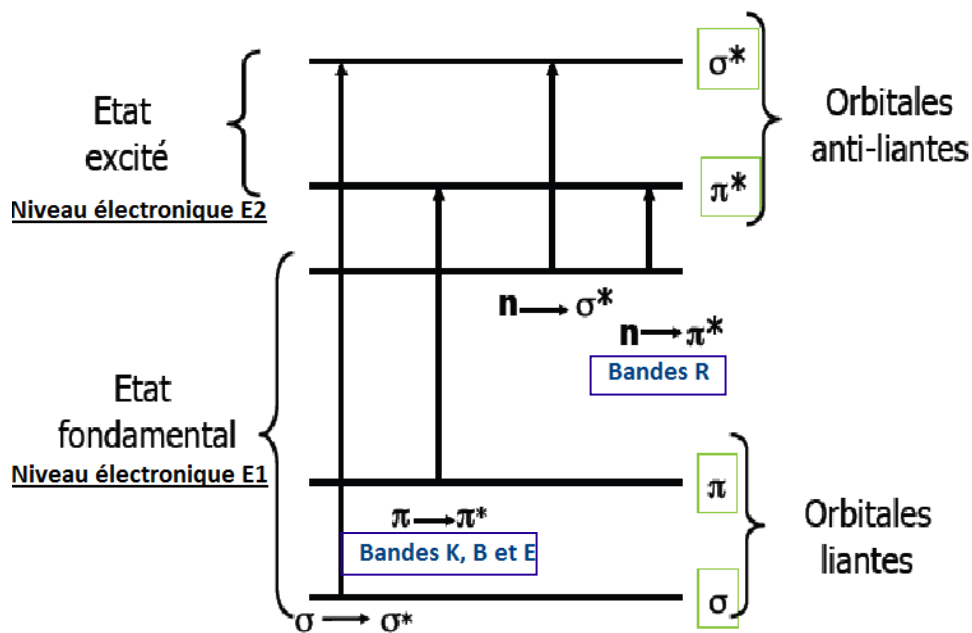 σ*
Orbitales
anti-liantes
Etat
excité
π*
Niveau électronique E2
n → σ*
n → π*
Bandes R
Etat
fondamental
Niveau électronique E1
π
π → π*
Orbitales
liantes
Bandes K, B et E
σ
σ → σ*